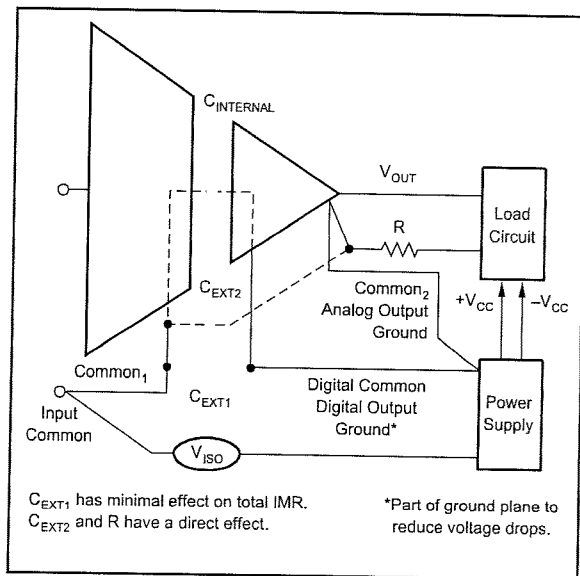 C_INTERNAL
V_OUT
Load
Circuit
R
C_EXT2
Common_2
Analog Output
Ground
+V_CC
–V_CC
Common_1
C_EXT1
Digital Common
Digital Output
Ground*
Power
Supply
Input
Common
V_ISO
C_EXT1 has minimal effect on total IMR.
C_EXT2 and R have a direct effect.
*Part of ground plane to
reduce voltage drops.